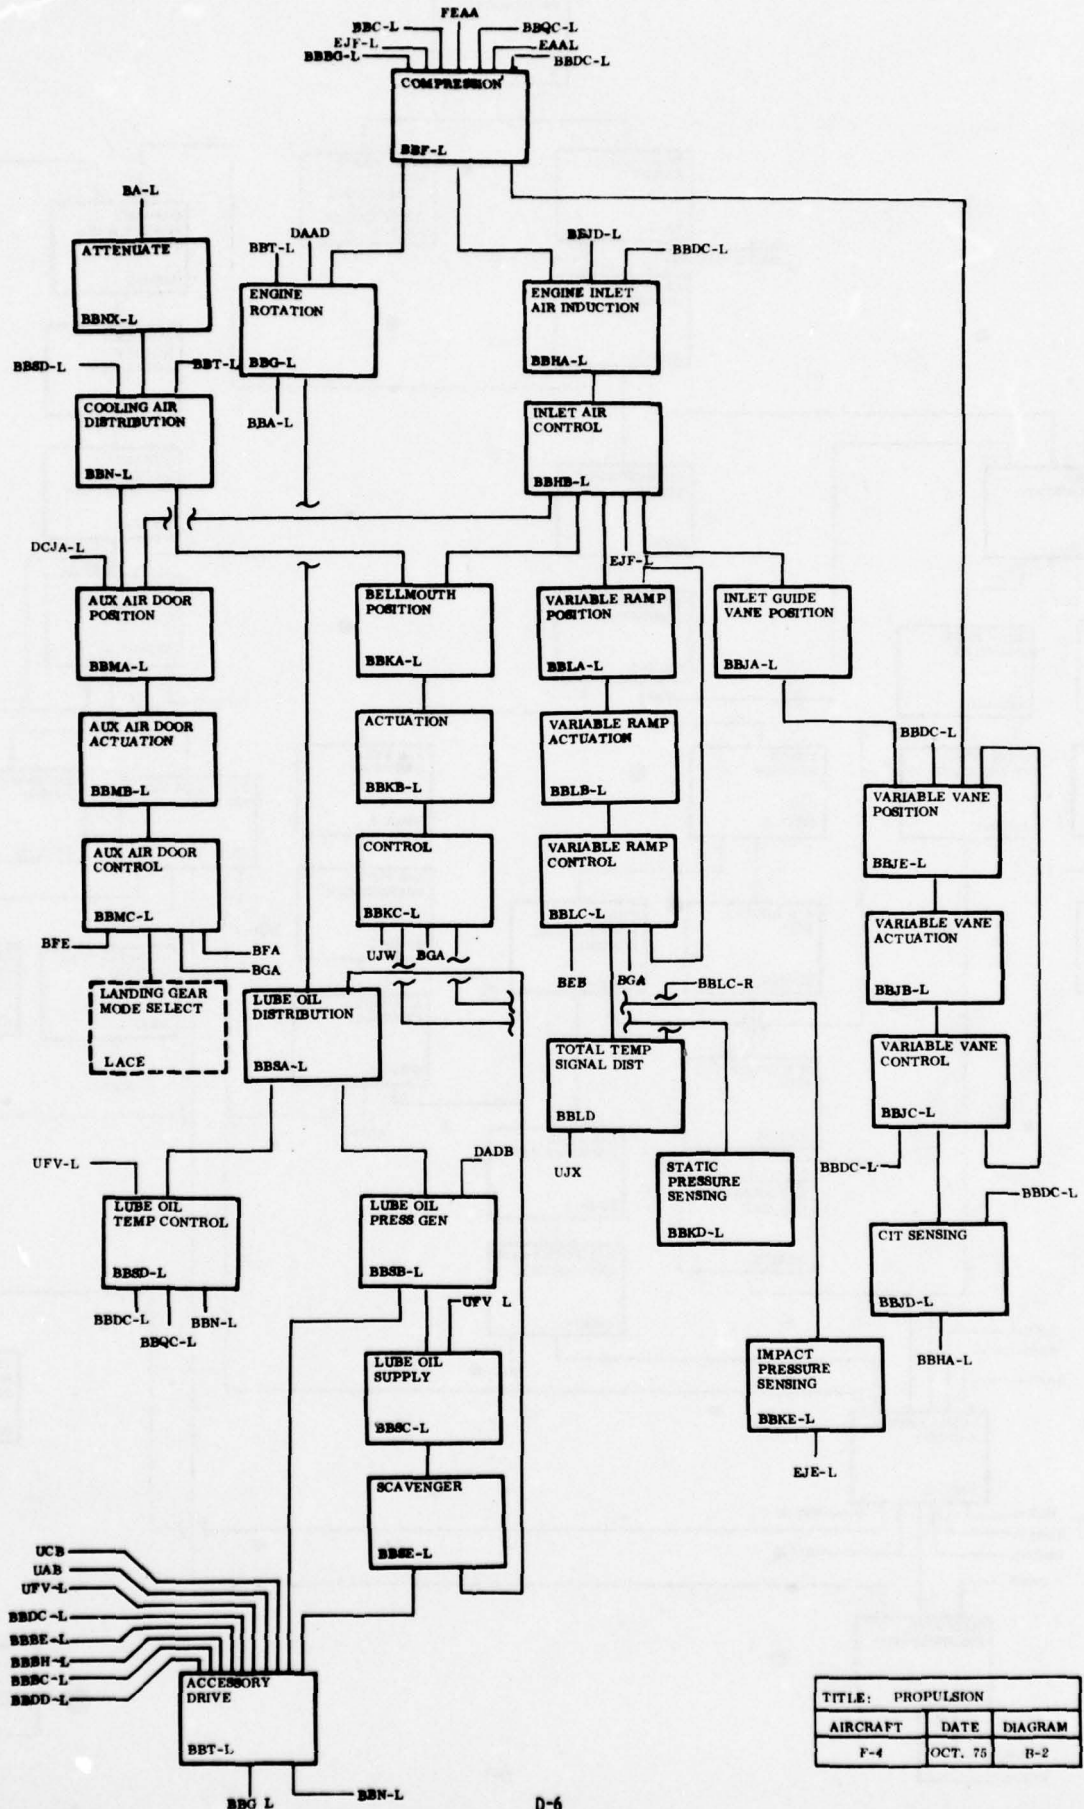 FEAA
BBC-L
BBQC-L
EJF-L
EAAL
BBBG-L
BBDC-L
COMPRESSION
BBF-L
BA-L
ATTENUATE
BBNX-L
BBT-L
DAAD
ENGINE
ROTATION
BBG-L
BBA-L
BBJD-L
BBDC-L
ENGINE INLET
AIR INDUCTION
BBHA-L
BBSD-L
BBT-L
COOLING AIR
DISTRIBUTION
BBN-L
INLET AIR
CONTROL
BBHB-L
EJF-L
DCJA-L
AUX AIR DOOR
POSITION
BBMA-L
BELLMOUTH
POSITION
BBKA-L
VARIABLE RAMP
POSITION
BBLA-L
INLET GUIDE
VANE POSITION
BBJA-L
AUX AIR DOOR
ACTUATION
BBMB-L
ACTUATION
BBKB-L
VARIABLE RAMP
ACTUATION
BBLB-L
BBDC-L
VARIABLE VANE
POSITION
BBJE-L
AUX AIR DOOR
CONTROL
BBMC-L
BFE
BFA
BGA
CONTROL
BBKC-L
UJW
BGA
VARIABLE RAMP
CONTROL
BBLC-L
BEB
BGA
BBLC-R
VARIABLE VANE
ACTUATION
BBJB-L
LANDING GEAR
MODE SELECT
LACE
LUBE OIL
DISTRIBUTION
BBSA-L
TOTAL TEMP
SIGNAL DIST
BBLD
UJX
VARIABLE VANE
CONTROL
BBJC-L
BBDC-L
UFV-L
LUBE OIL
TEMP CONTROL
BBSD-L
BBDC-L
BBQC-L
BBN-L
DADB
LUBE OIL
PRESS GEN
BBSB-L
STATIC
PRESSURE
SENSING
BBKD-L
BBDC-L
CIT SENSING
BBJD-L
BBHA-L
UFV L
LUBE OIL
SUPPLY
BBSC-L
IMPACT
PRESSURE
SENSING
BBKE-L
EJE-L
SCAVENGER
BBSE-L
UCB
UAB
UFV-L
BBDC-L
BBBE-L
BBBH-L
BBBC-L
BBDD-L
ACCESSORY
DRIVE
BBT-L
BBG L
BBN-L
TITLE: PROPULSION
AIRCRAFT DATE DIAGRAM
F-4 OCT. 75 B-2
D-6